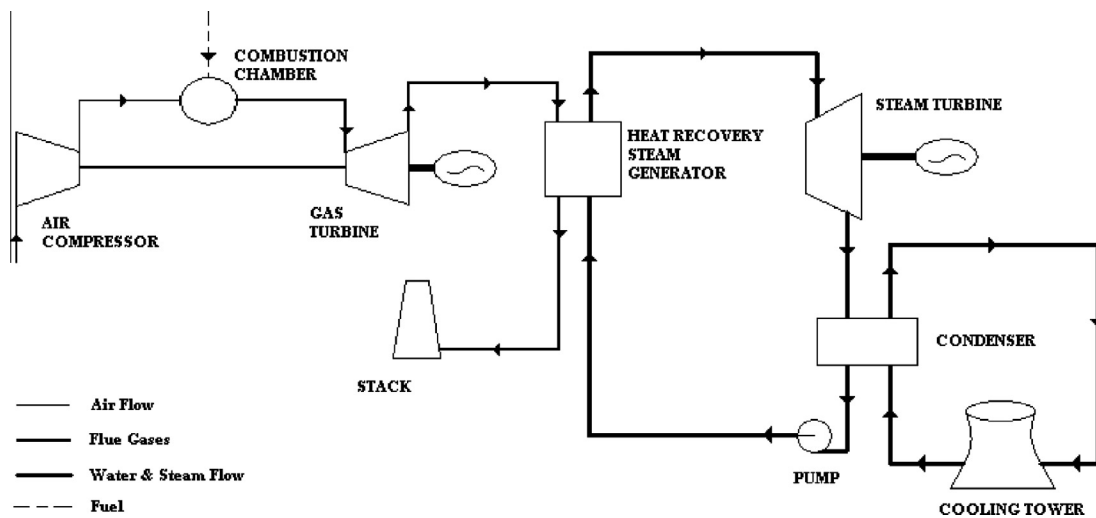 COMBUSTION
CHAMBER
STEAM TURBINE
HEAT RECOVERY
STEAM
GENERATOR
AIR
COMPRESSOR
GAS
TURBINE
CONDENSER
STACK
Air Flow
Flue Gases
Water & Steam Flow
Fuel
PUMP
COOLING TOWER